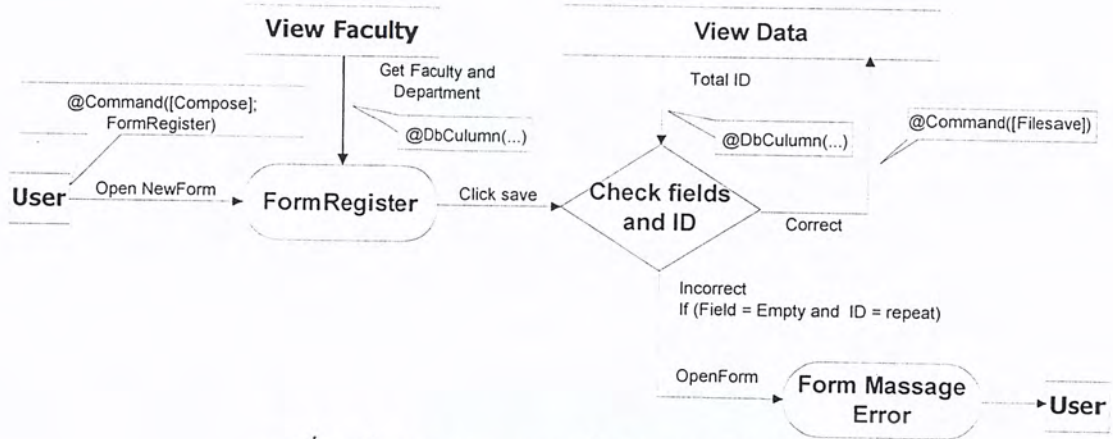 View Faculty
View Data
Get Faculty and
Department
Total ID
@Command([Compose];
FormRegister)
@DbCulumn(...)
@DbCulumn(...)
@Command([Filesave])
User
Open NewForm
FormRegister
Click save
Check fields
and ID
Correct
Incorrect
If (Field = Empty and ID = repeat)
OpenForm
Form Massage
Error
User